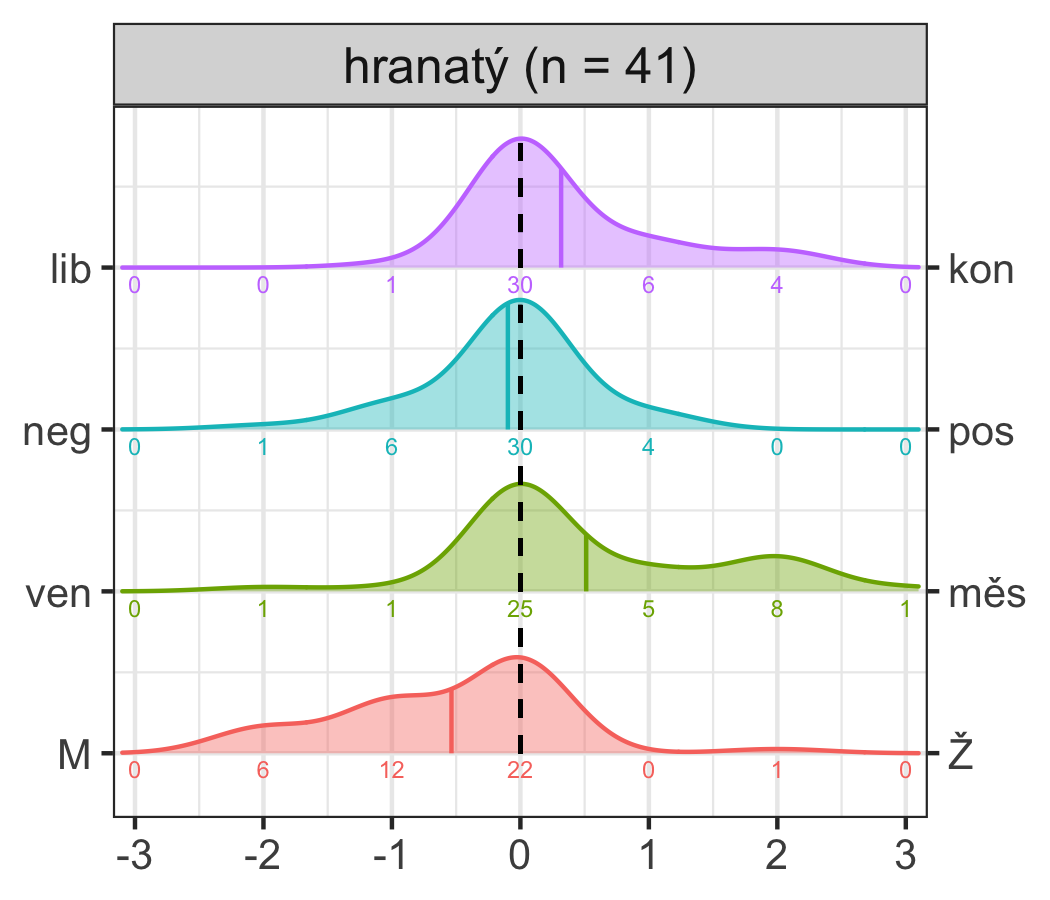 hranatý (n = 41)
lib kon
0 0 1 30 6 4 0
neg pos
0 1 6 30 4 0 0
ven měs
0 1 1 25 5 8 1
M Ž
0 6 12 22 0 1 0
-3 -2 -1 0 1 2 3